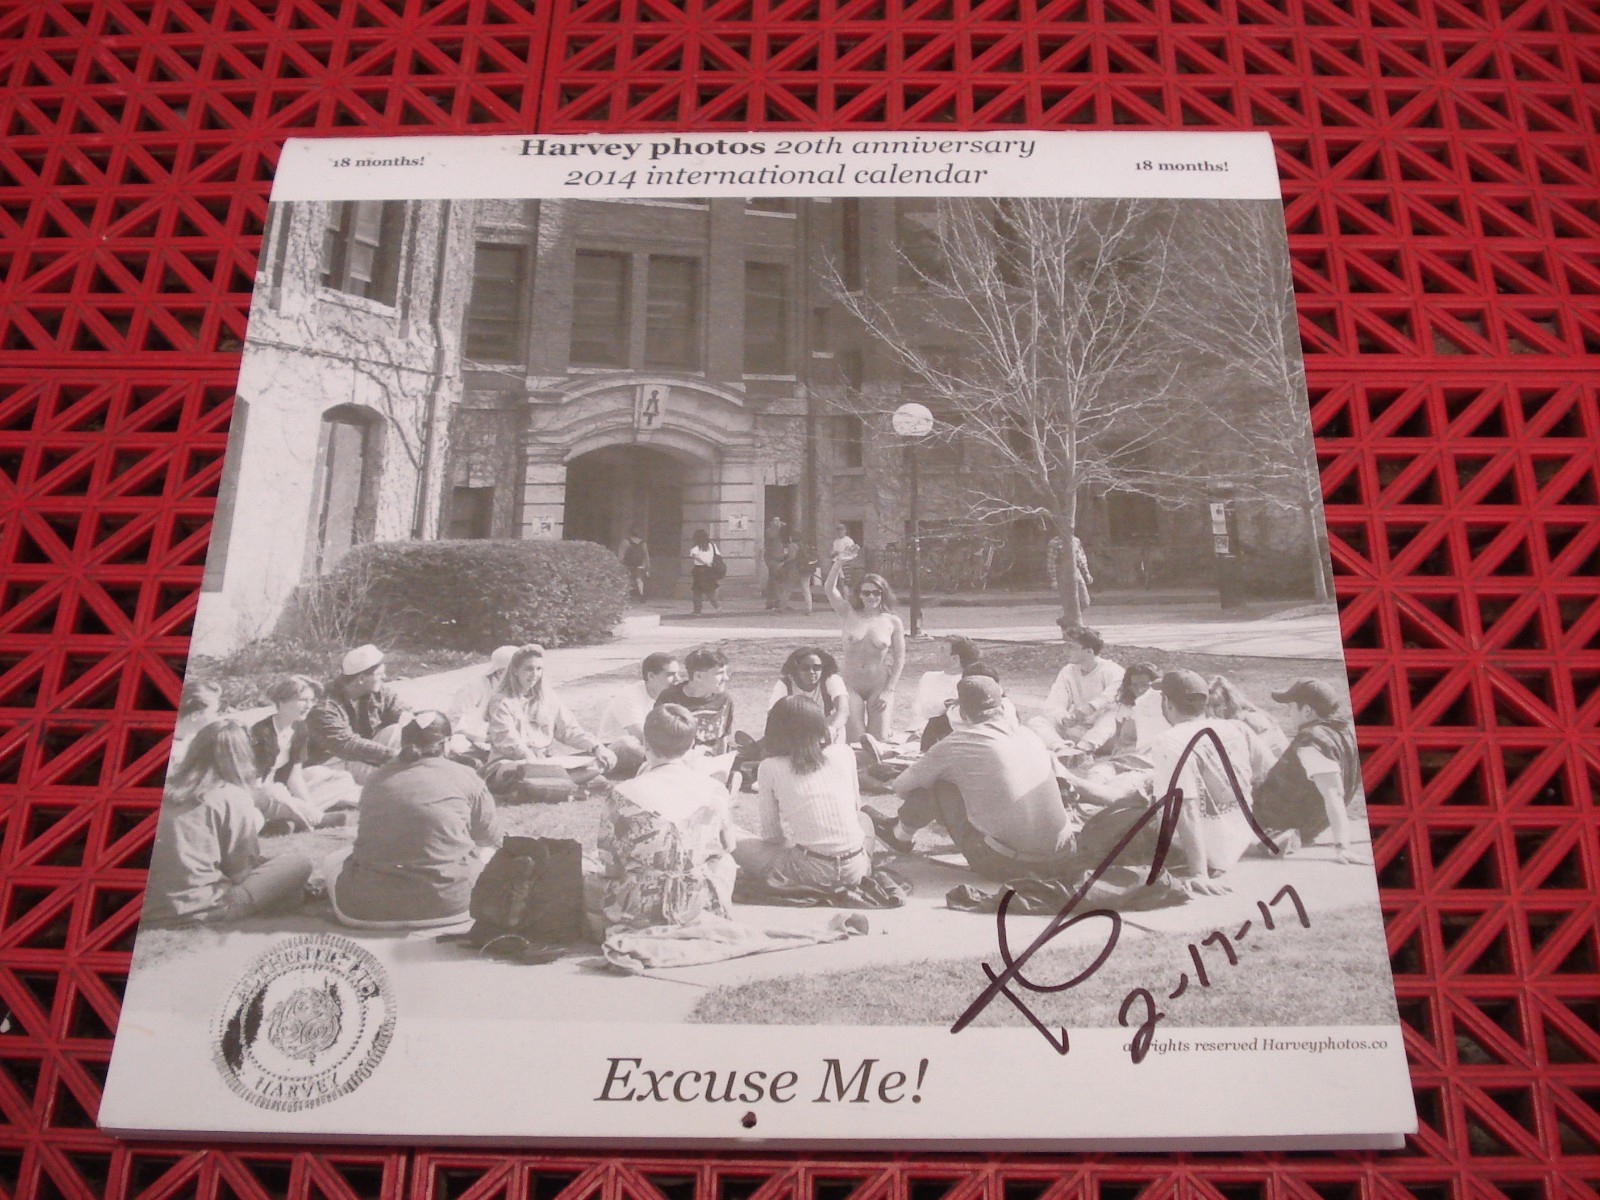 Harvey photos 20th anniversary
18 months!
2014 international calendar
18 months!
2-17-17
rights reserved Harveyphotos.co
Excuse Me!
HARVEY